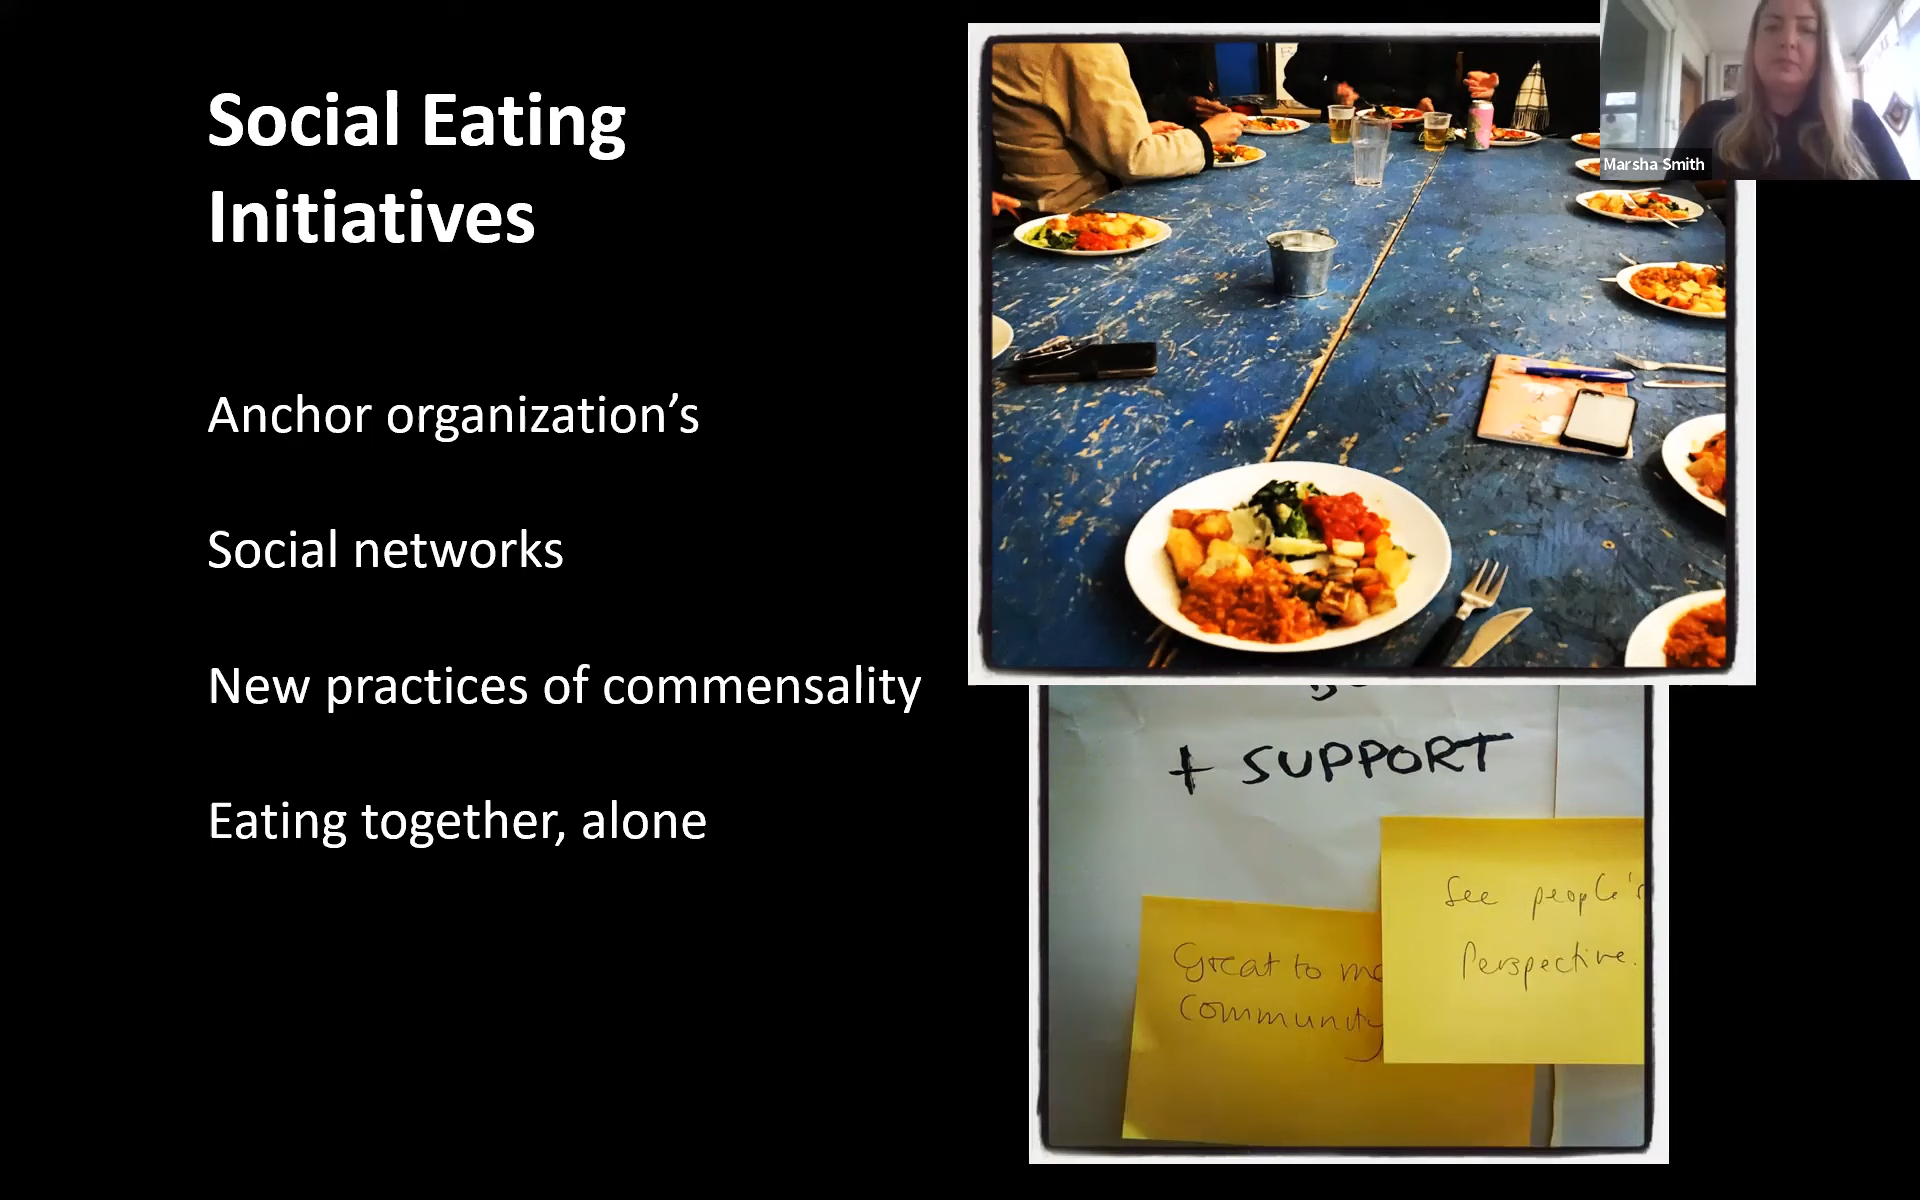 Social Eating
Initiatives
Anchor organization’s
Social networks
New practices of commensality
Eating together, alone
Marsha Smith
+ SUPPORT
See people's
Perspective.
Great to
community